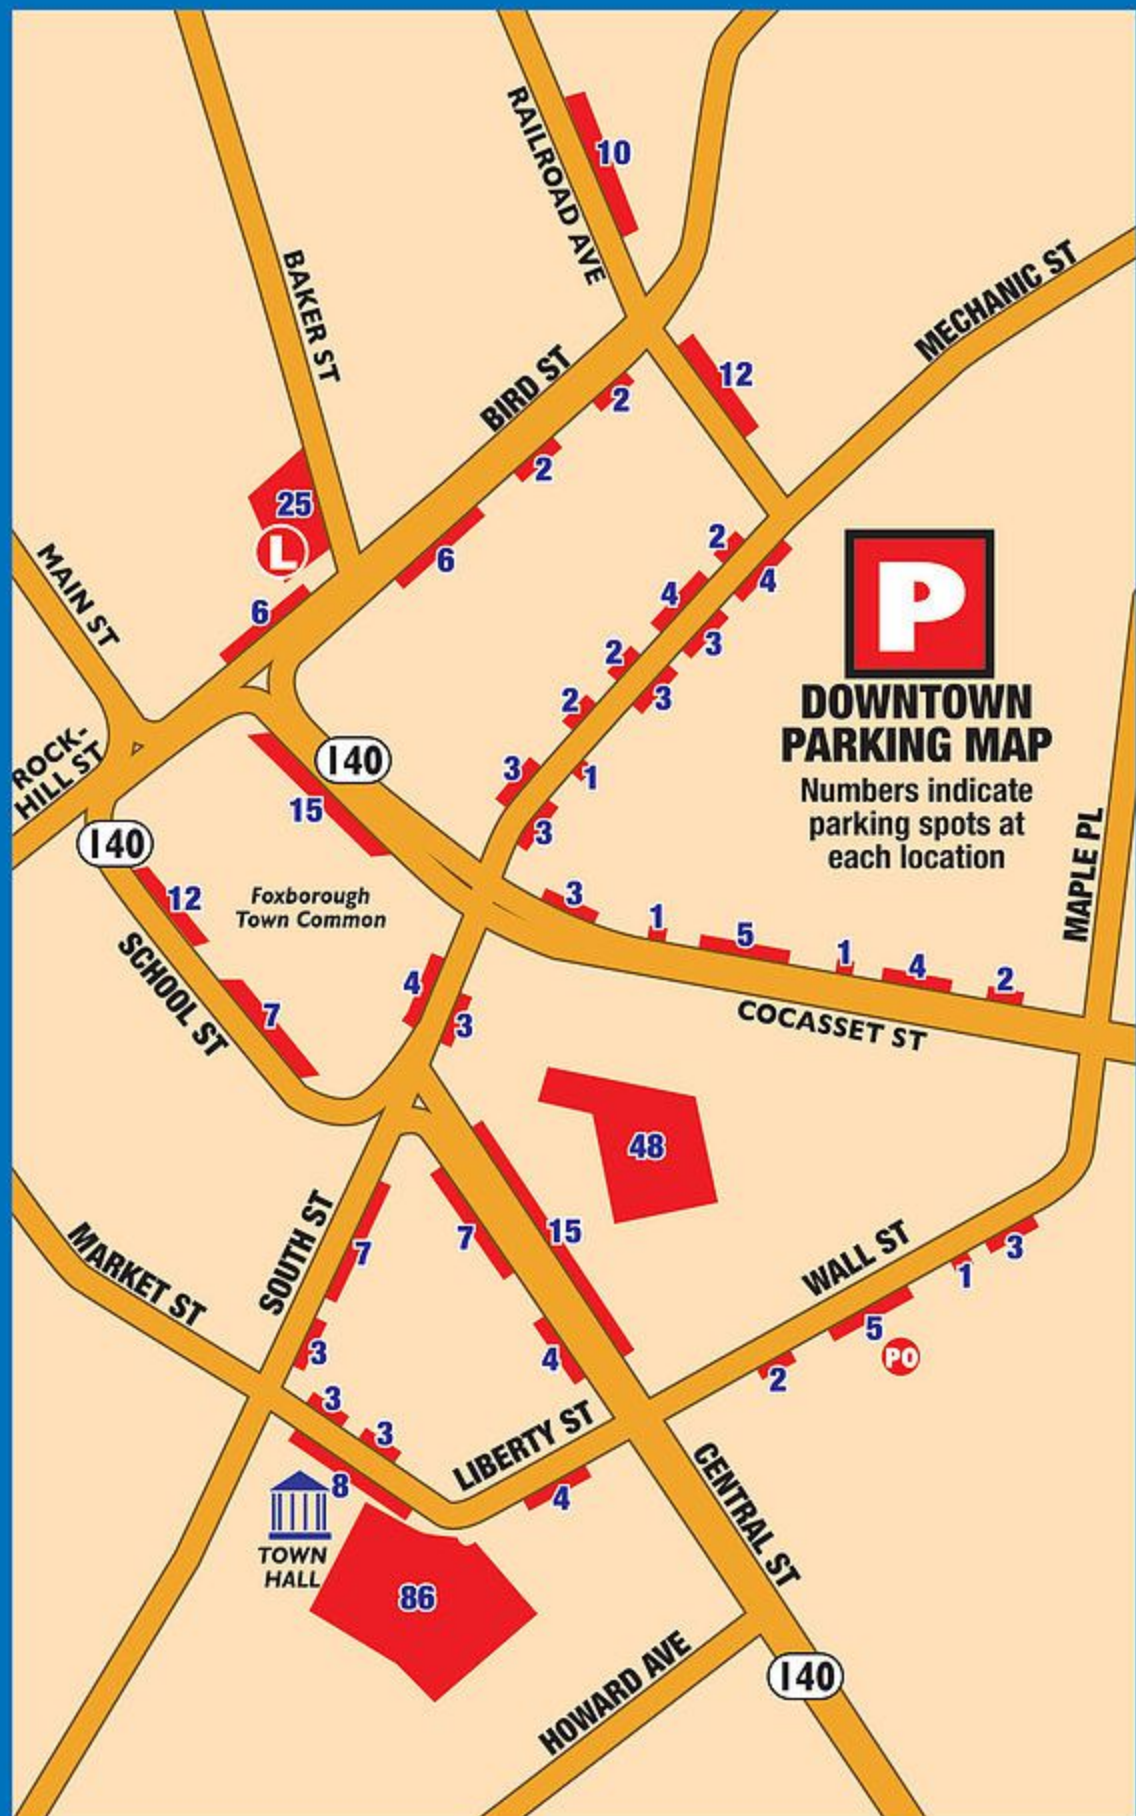 RAILROAD AVE
10
BAKER ST
MECHANIC ST
BIRD ST
12
2
2
25
L
6
6
MAIN ST
2
4
4
2
3
2
3
3
1
3
P
DOWNTOWN
PARKING MAP
Numbers indicate
parking spots at
each location
ROCK-
HILL ST
140
15
140
12
Foxborough
Town Common
SCHOOL ST
7
4
3
3
1
5
1
4
2
COCASSET ST
MAPLE PL
48
15
7
4
SOUTH ST
7
3
MARKET ST
3
3
8
LIBERTY ST
4
WALL ST
3
1
5
PO
2
TOWN
HALL
86
CENTRAL ST
HOWARD AVE
140